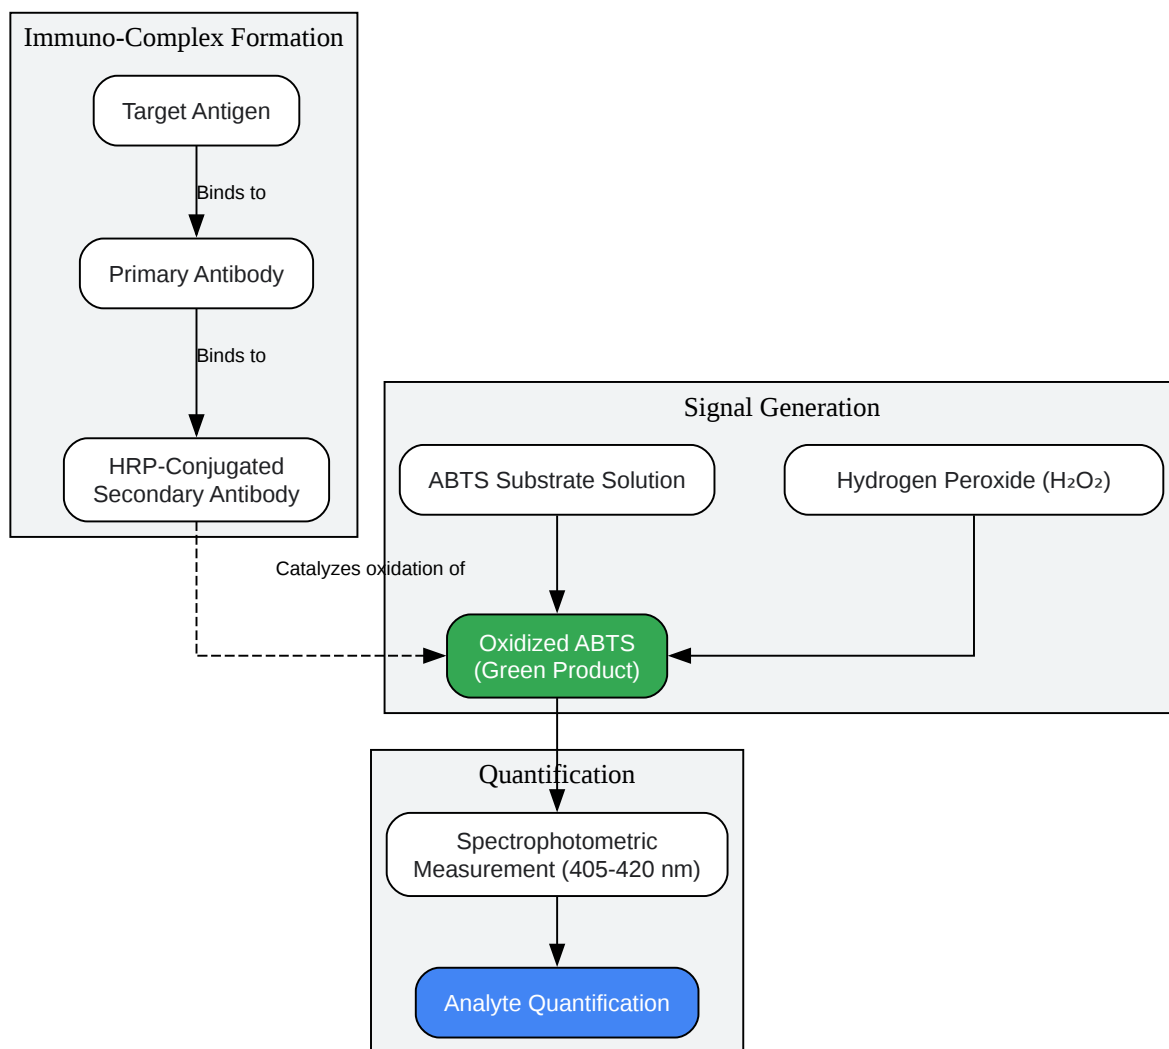 Immuno-Complex Formation
Target Antigen
Binds to
Primary Antibody
Binds to
HRP-Conjugated
Secondary Antibody
Signal Generation
ABTS Substrate Solution
Hydrogen Peroxide (H₂O₂)
Catalyzes oxidation of
Oxidized ABTS
(Green Product)
Quantification
Spectrophotometric
Measurement (405-420 nm)
Analyte Quantification